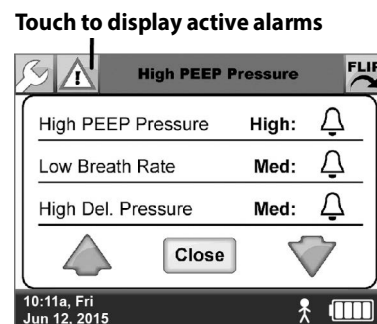 Touch to display active alarms
High PEEP Pressure
FLIP
High PEEP Pressure High:
Low Breath Rate Med:
High Del. Pressure Med:
Close
10:11a, Fri
Jun 12, 2015